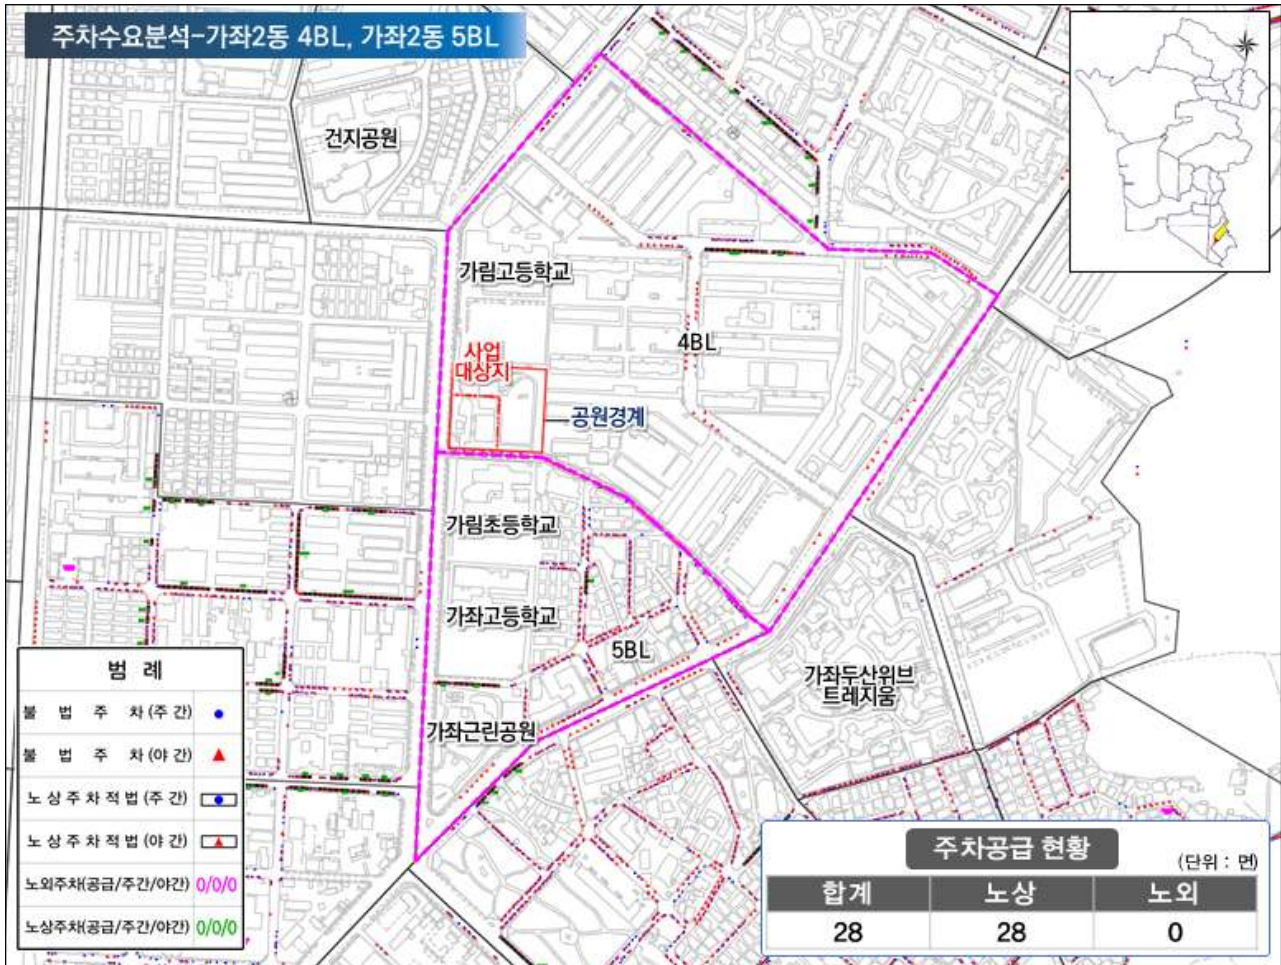 주차수요분석-가좌2동 4BL, 가좌2동 5BL
건지공원
가림고등학교
4BL
사업
대상지
공원경계
가림초등학교
가좌고등학교
5BL
가좌두산위브
트레지움
가좌근린공원
범 례
불 법 주 차 (주 간)
불 법 주 차 (야 간)
노 상 주 차 적 법 (주 간)
노 상 주 차 적 법 (야 간)
노외주차(공급/주간/야간) 0/0/0
노상주차(공급/주간/야간) 0/0/0
주차공급 현황
(단위 : 면)
합계 노상 노외
28 28 0